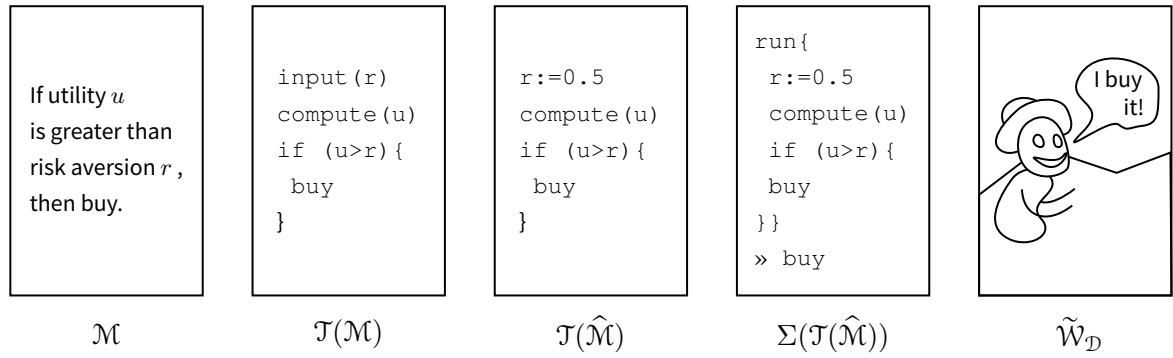 If utility u
is greater than
risk aversion r ,
then buy.
input(r)
compute(u)
if (u>r){
buy
}
r:=0.5
compute(u)
if (u>r){
buy
}
run{
r:=0.5
compute(u)
if (u>r){
buy
}}
» buy
I buy
it!
ℳ
𝒯(ℳ)
𝒯(ℳ̂)
Σ(𝒯(ℳ̂))
𝒲̃_𝒟